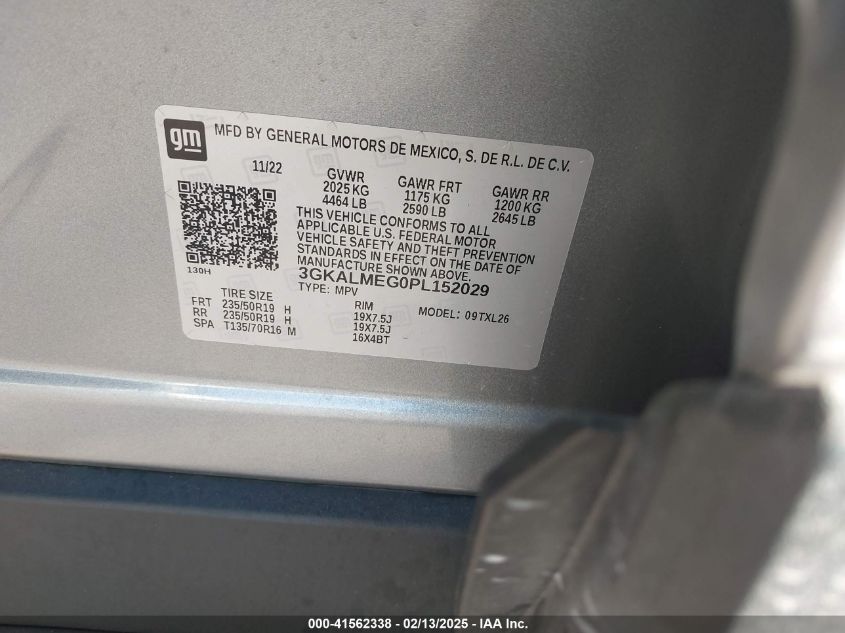 gm
MFD BY GENERAL MOTORS DE MEXICO, S. DE R.L. DE C.V.
11/22 GVWR GAWR FRT GAWR RR
2025 KG 1175 KG 1200 KG
4464 LB 2590 LB 2645 LB
THIS VEHICLE CONFORMS TO ALL
APPLICABLE U.S. FEDERAL MOTOR
VEHICLE SAFETY AND THEFT PREVENTION
STANDARDS IN EFFECT ON THE DATE OF
MANUFACTURE SHOWN ABOVE.
130H
3GKALMEG0PL152029
TYPE: MPV
TIRE SIZE RIM MODEL: 09TXL26
FRT 235/50R19 H 19X7.5J
RR 235/50R19 H 19X7.5J
SPA T135/70R16 M 16X4BT
000-41562338 - 02/13/2025 - IAA Inc.